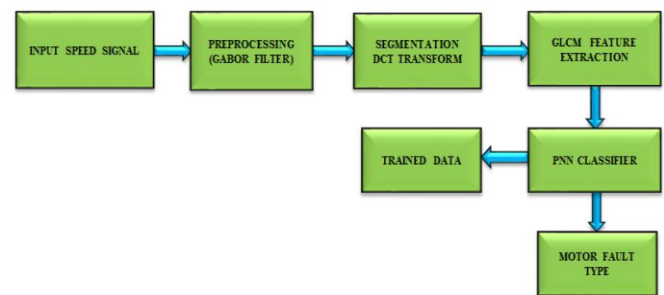 INPUT SPEED SIGNAL
PREPROCESSING
(GABOR FILTER)
SEGMENTATION
DCT TRANSFORM
GLCM FEATURE
EXTRACTION
TRAINED DATA
PNN CLASSIFIER
MOTOR FAULT
TYPE